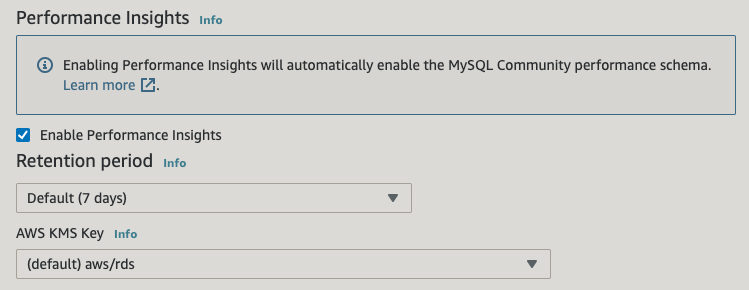 Performance Insights Info
Enabling Performance Insights will automatically enable the MySQL Community performance schema.
Learn more .
Enable Performance Insights
Retention period Info
Default (7 days)
AWS KMS Key Info
(default) aws/rds